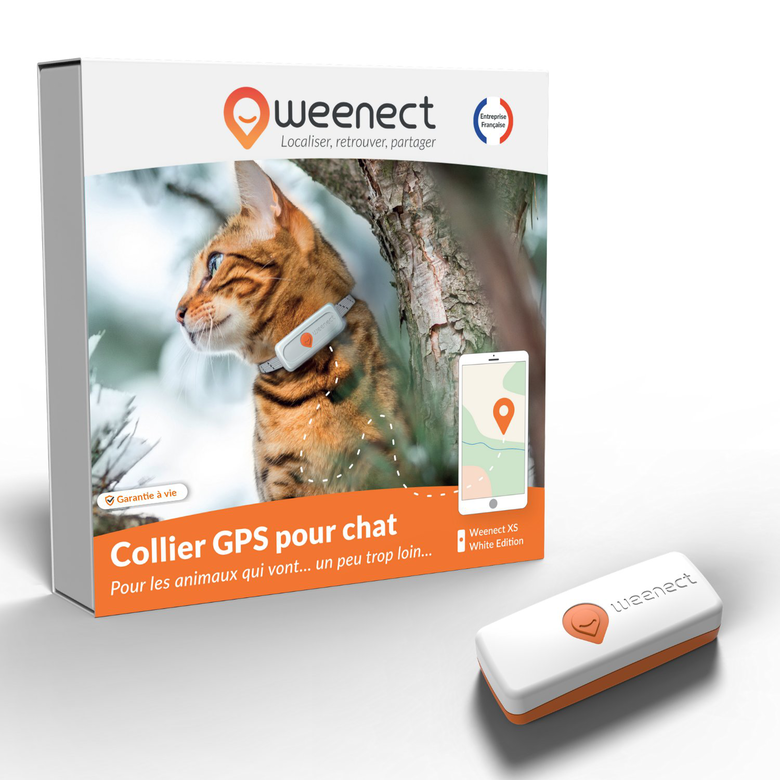 weenect
Localiser, retrouver, partager
Entreprise
Française
Garantie à vie
Collier GPS pour chat
Pour les animaux qui vont... un peu trop loin...
Weenect XS
White Edition
weenect